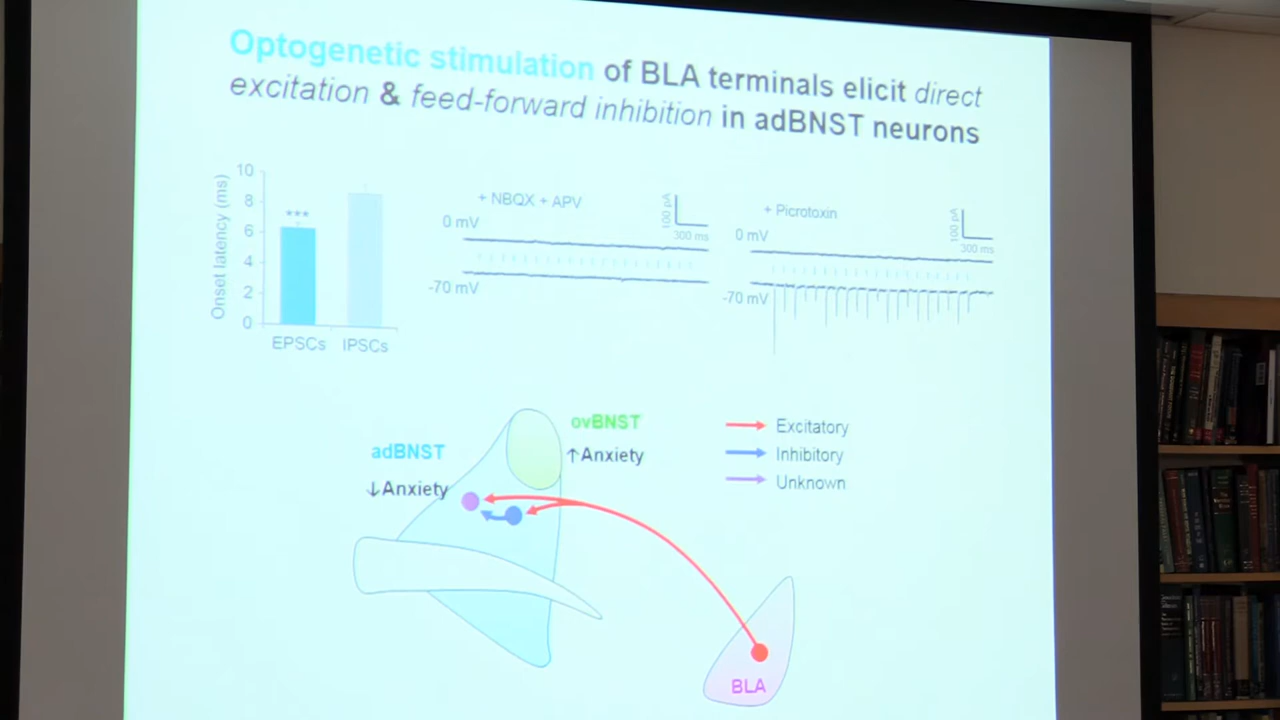 Optogenetic stimulation of BLA terminals elicit direct
excitation & feed-forward inhibition in adBNST neurons
Onset latency (ms)
10
8
6
4
2
0
***
EPSCs IPSCs
+ NBQX + APV
0 mV
-70 mV
100 pA
300 ms
+ Picrotoxin
0 mV
-70 mV
100 pA
300 ms
adBNST
↓Anxiety
ovBNST
↑Anxiety
Excitatory
Inhibitory
Unknown
BLA